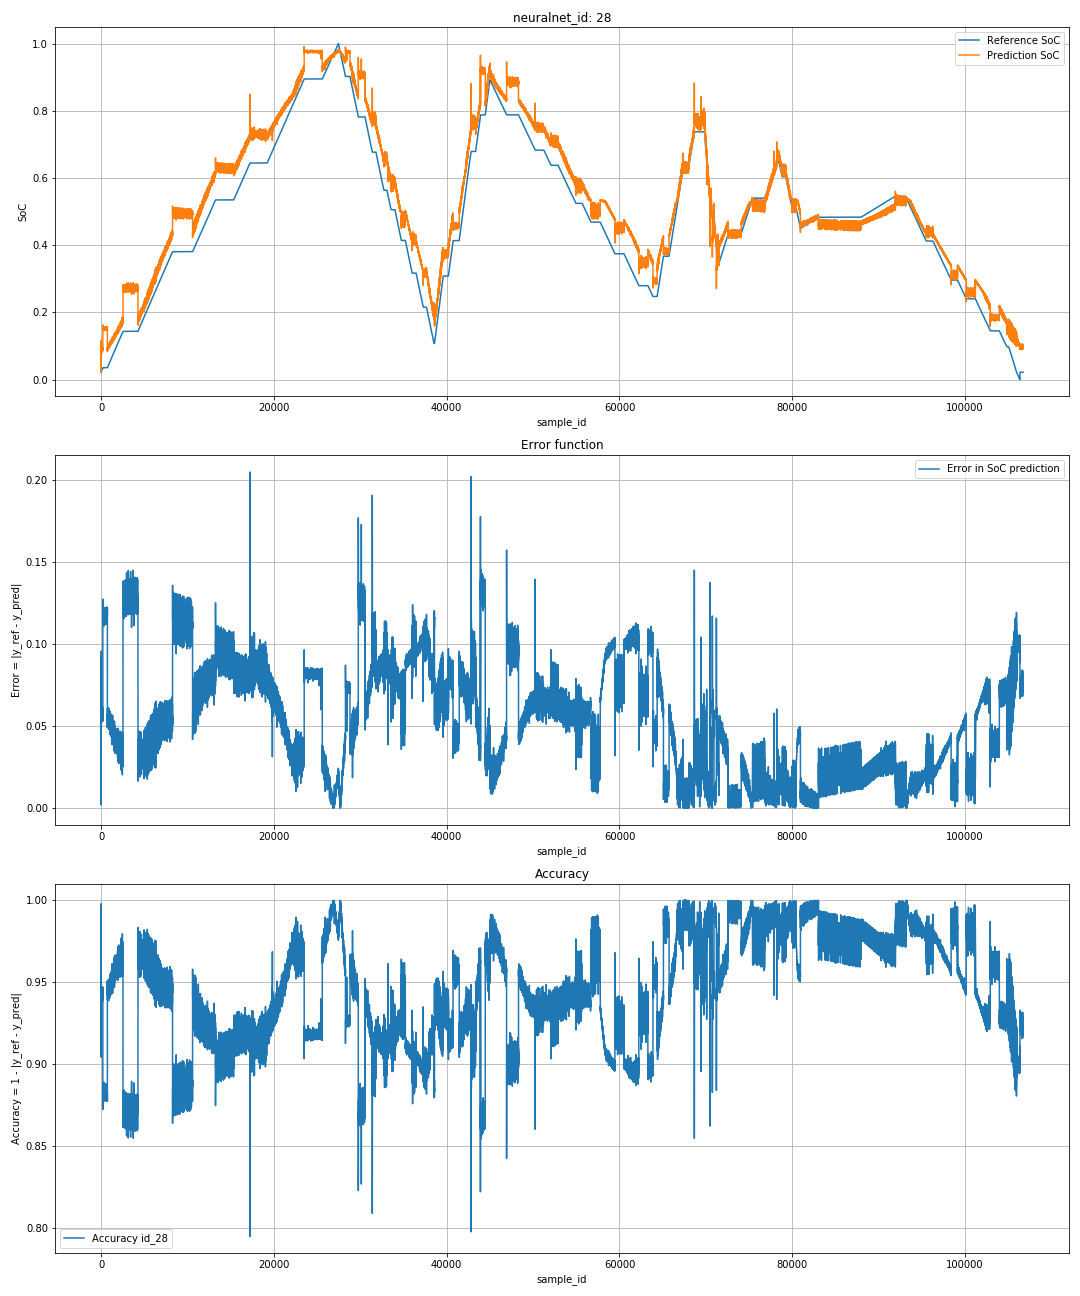 neuralnet_id: 28
Reference SoC
Prediction SoC
1.0
0.8
0.6
0.4
0.2
0.0
SoC
0 20000 40000 60000 80000 100000
sample_id
Error function
Error in SoC prediction
0.20
0.15
0.10
0.05
0.00
Error = |y_ref - y_pred|
0 20000 40000 60000 80000 100000
sample_id
Accuracy
1.00
0.95
0.90
0.85
0.80
Accuracy = 1 - |y_ref - y_pred|
Accuracy id_28
0 20000 40000 60000 80000 100000
sample_id